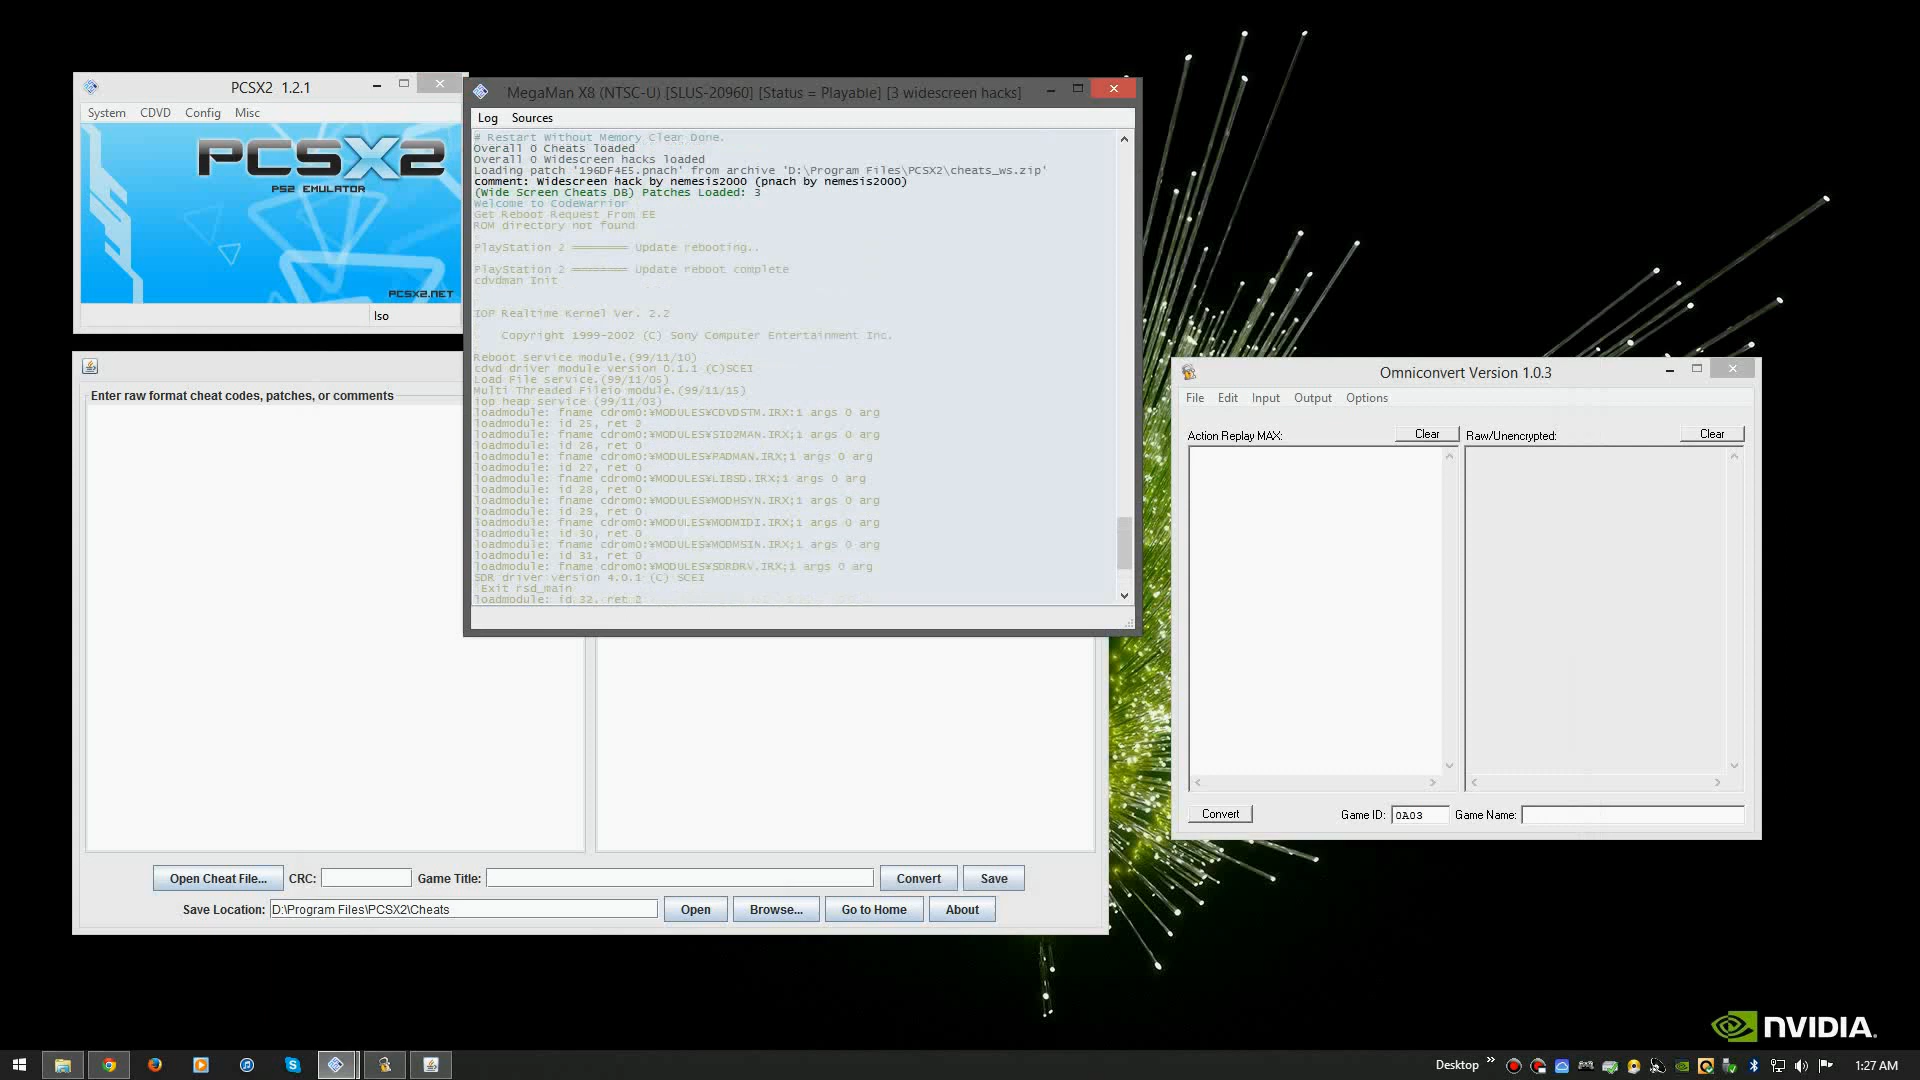 PCSX2 1.2.1
System CDVD Config Misc
PCSX2
PS2 EMULATOR
PCSX2.NET
Iso
MegaMan X8 (NTSC-U) [SLUS-20960] [Status = Playable] [3 widescreen hacks]
Log Sources
# Restart Without Memory Clear Done.
Overall 0 Cheats loaded
Overall 0 Widescreen hacks loaded
Loading patch '196DF4E5.pnach' from archive 'D:\Program Files\PCSX2\cheats_ws.zip'
comment: Widescreen hack by nemesis2000 (pnach by nemesis2000)
(Wide Screen Cheats DB) Patches Loaded: 3
Welcome to CodeWarrior
Get Reboot Request From EE
ROM directory not found
PlayStation 2 ======== Update rebooting..
PlayStation 2 ======== Update reboot complete
cdvdman Init
IOP Realtime Kernel Ver. 2.2
Copyright 1999-2002 (C) Sony Computer Entertainment Inc.
Reboot service module.(99/11/10)
cdvd driver module version 0.1.1 (C)SCEI
Load File service.(99/11/05)
Multi Threaded Fileio module.(99/11/15)
iop heap service (99/11/03)
loadmodule: fname cdrom0:¥MODULES¥CDVDSTM.IRX;1 args 0 arg
loadmodule: id 25, ret 2
loadmodule: fname cdrom0:¥MODULES¥SIO2MAN.IRX;1 args 0 arg
loadmodule: id 26, ret 0
loadmodule: fname cdrom0:¥MODULES¥PADMAN.IRX;1 args 0 arg
loadmodule: id 27, ret 0
loadmodule: fname cdrom0:¥MODULES¥LIBSD.IRX;1 args 0 arg
loadmodule: id 28, ret 0
loadmodule: fname cdrom0:¥MODULES¥MODHSYN.IRX;1 args 0 arg
loadmodule: id 29, ret 0
loadmodule: fname cdrom0:¥MODULES¥MODMIDI.IRX;1 args 0 arg
loadmodule: id 30, ret 0
loadmodule: fname cdrom0:¥MODULES¥MODMSIN.IRX;1 args 0 arg
loadmodule: id 31, ret 0
loadmodule: fname cdrom0:¥MODULES¥SDRDRV.IRX;1 args 0 arg
SDR driver version 4.0.1 (C) SCEI
Exit rsd_main
loadmodule: id 32, ret 2
Enter raw format cheat codes, patches, or comments
Open Cheat File... CRC: Game Title: Convert Save
Save Location: D:\Program Files\PCSX2\Cheats Open Browse... Go to Home About
Omniconvert Version 1.0.3
File Edit Input Output Options
Action Replay MAX: Clear Raw/Unencrypted: Clear
Convert Game ID: 0A03 Game Name:
NVIDIA.
Desktop 1:27 AM